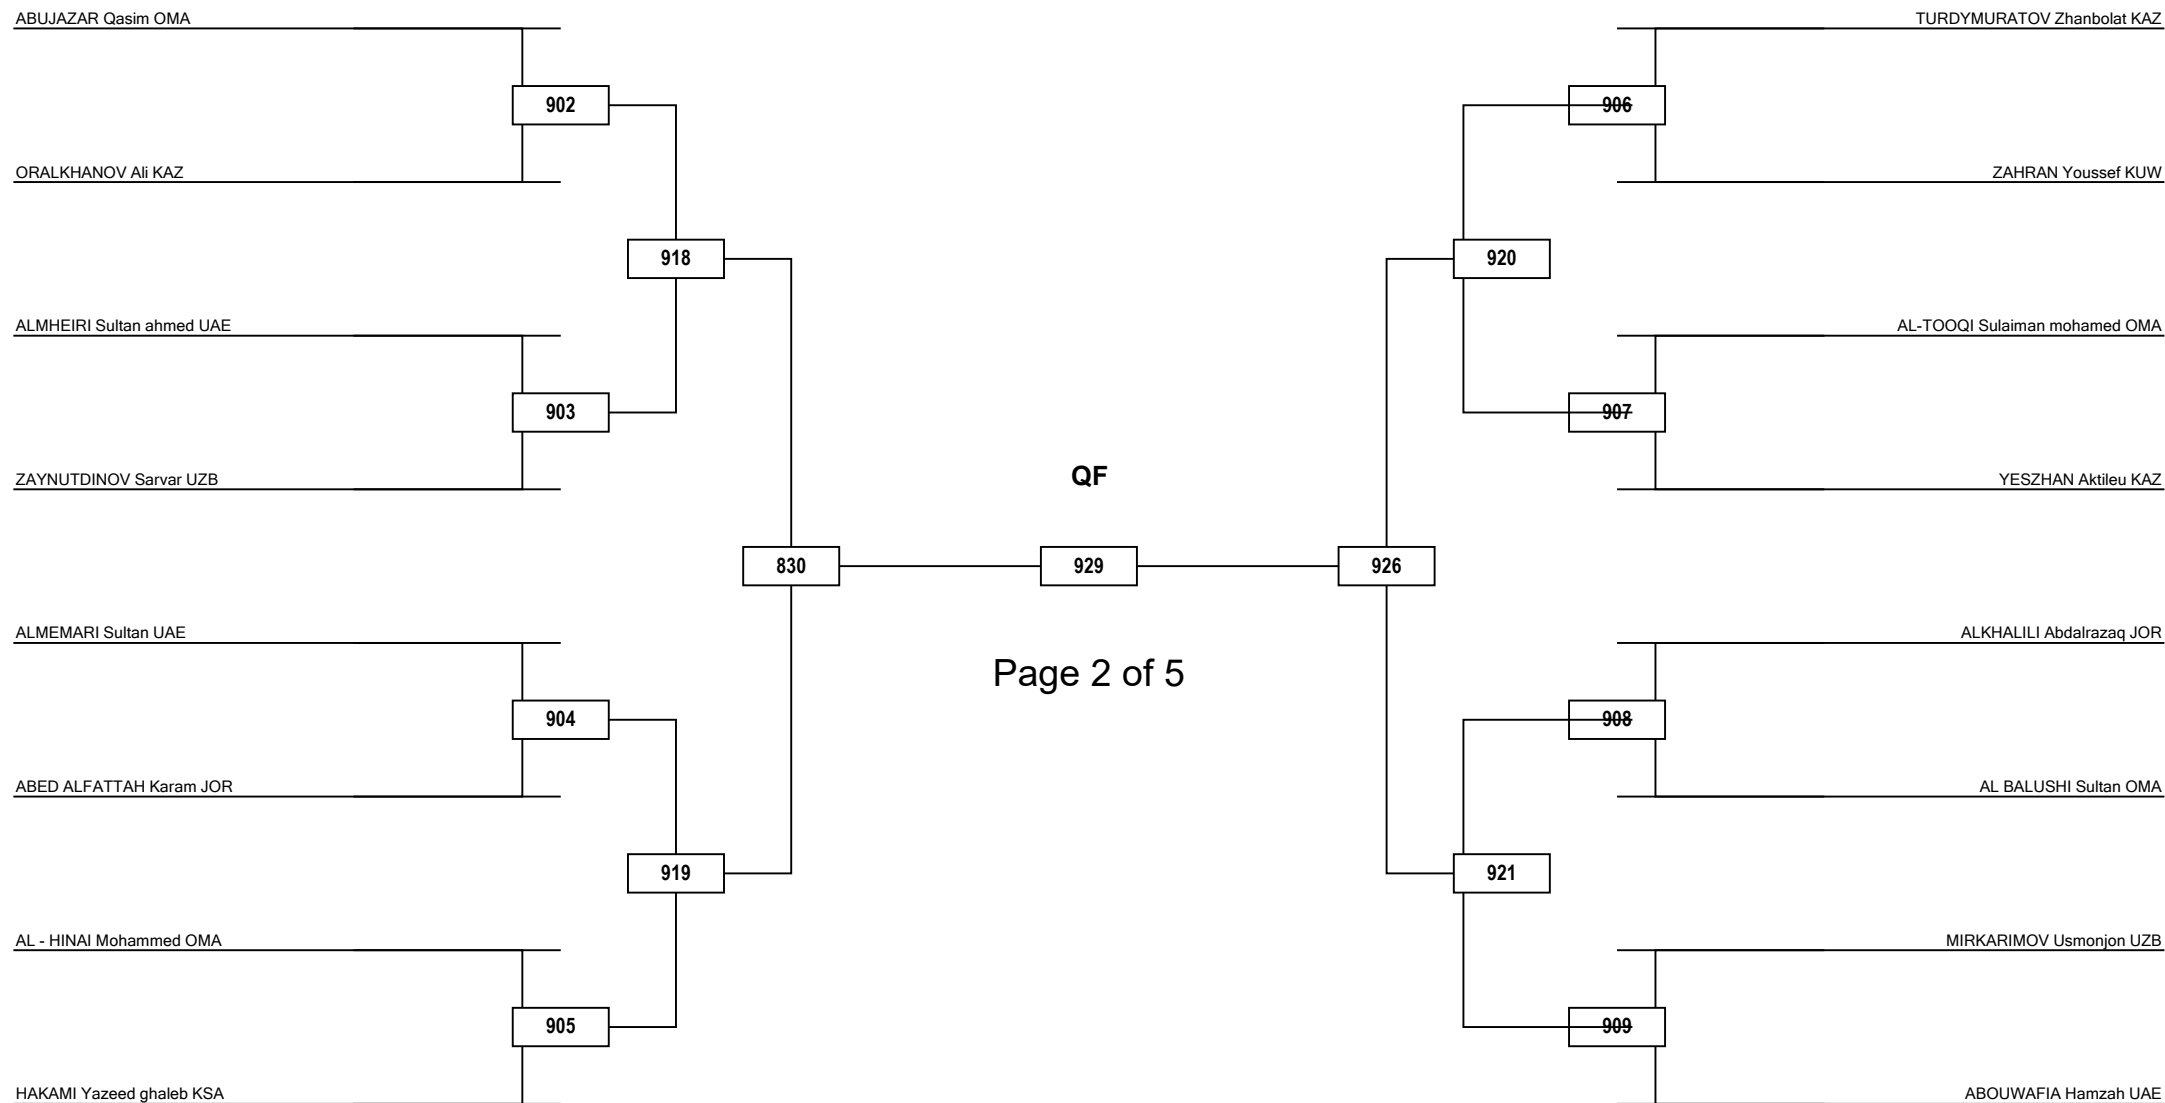 ABUJAZAR Qasim OMA
TURDYMURATOV Zhanbolat KAZ
902
906
ORALKHANOV Ali KAZ
ZAHRAN Youssef KUW
918
920
ALMHEIRI Sultan ahmed UAE
AL-TOOQI Sulaiman mohamed OMA
903
907
ZAYNUTDINOV Sarvar UZB
QF
YESZHAN Aktileu KAZ
830
929
926
ALMEMARI Sultan UAE
ALKHALILI Abdalrazaq JOR
Page 2 of 5
904
908
ABED ALFATTAH Karam JOR
AL BALUSHI Sultan OMA
919
921
AL - HINAI Mohammed OMA
MIRKARIMOV Usmonjon UZB
905
909
HAKAMI Yazeed ghaleb KSA
ABOUWAFIA Hamzah UAE